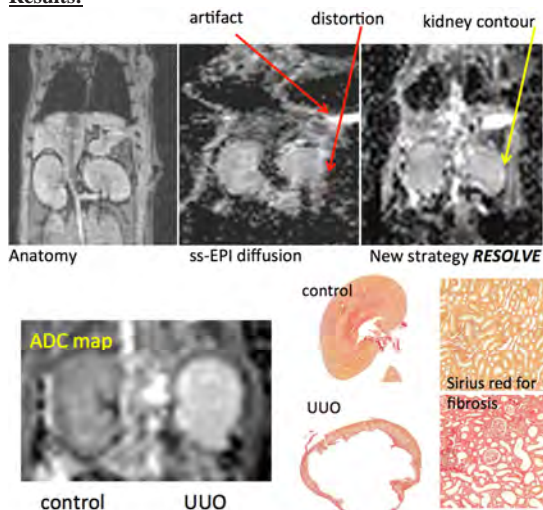 Results:
artifact distortion kidney contour
Anatomy ss-EPI diffusion New strategy RESOLVE
control
ADC map
Sirius red for
fibrosis
UUO
control UUO